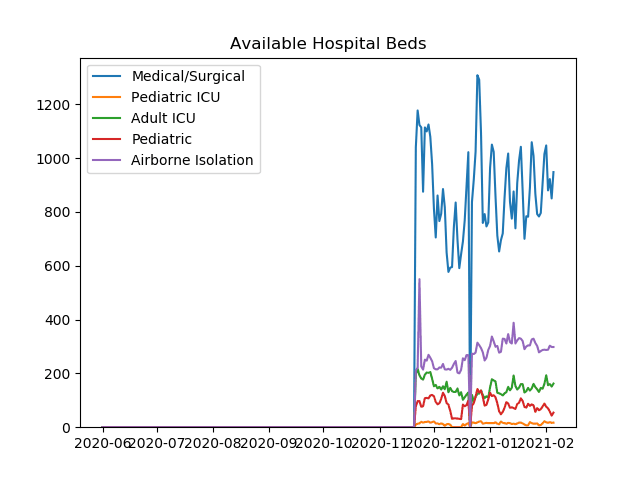 Available Hospital Beds
Medical/Surgical
Pediatric ICU
Adult ICU
Pediatric
Airborne Isolation
1200
1000
800
600
400
200
0
2020-06
2020-07
2020-08
2020-09
2020-10
2020-11
2020-12
2021-01
2021-02